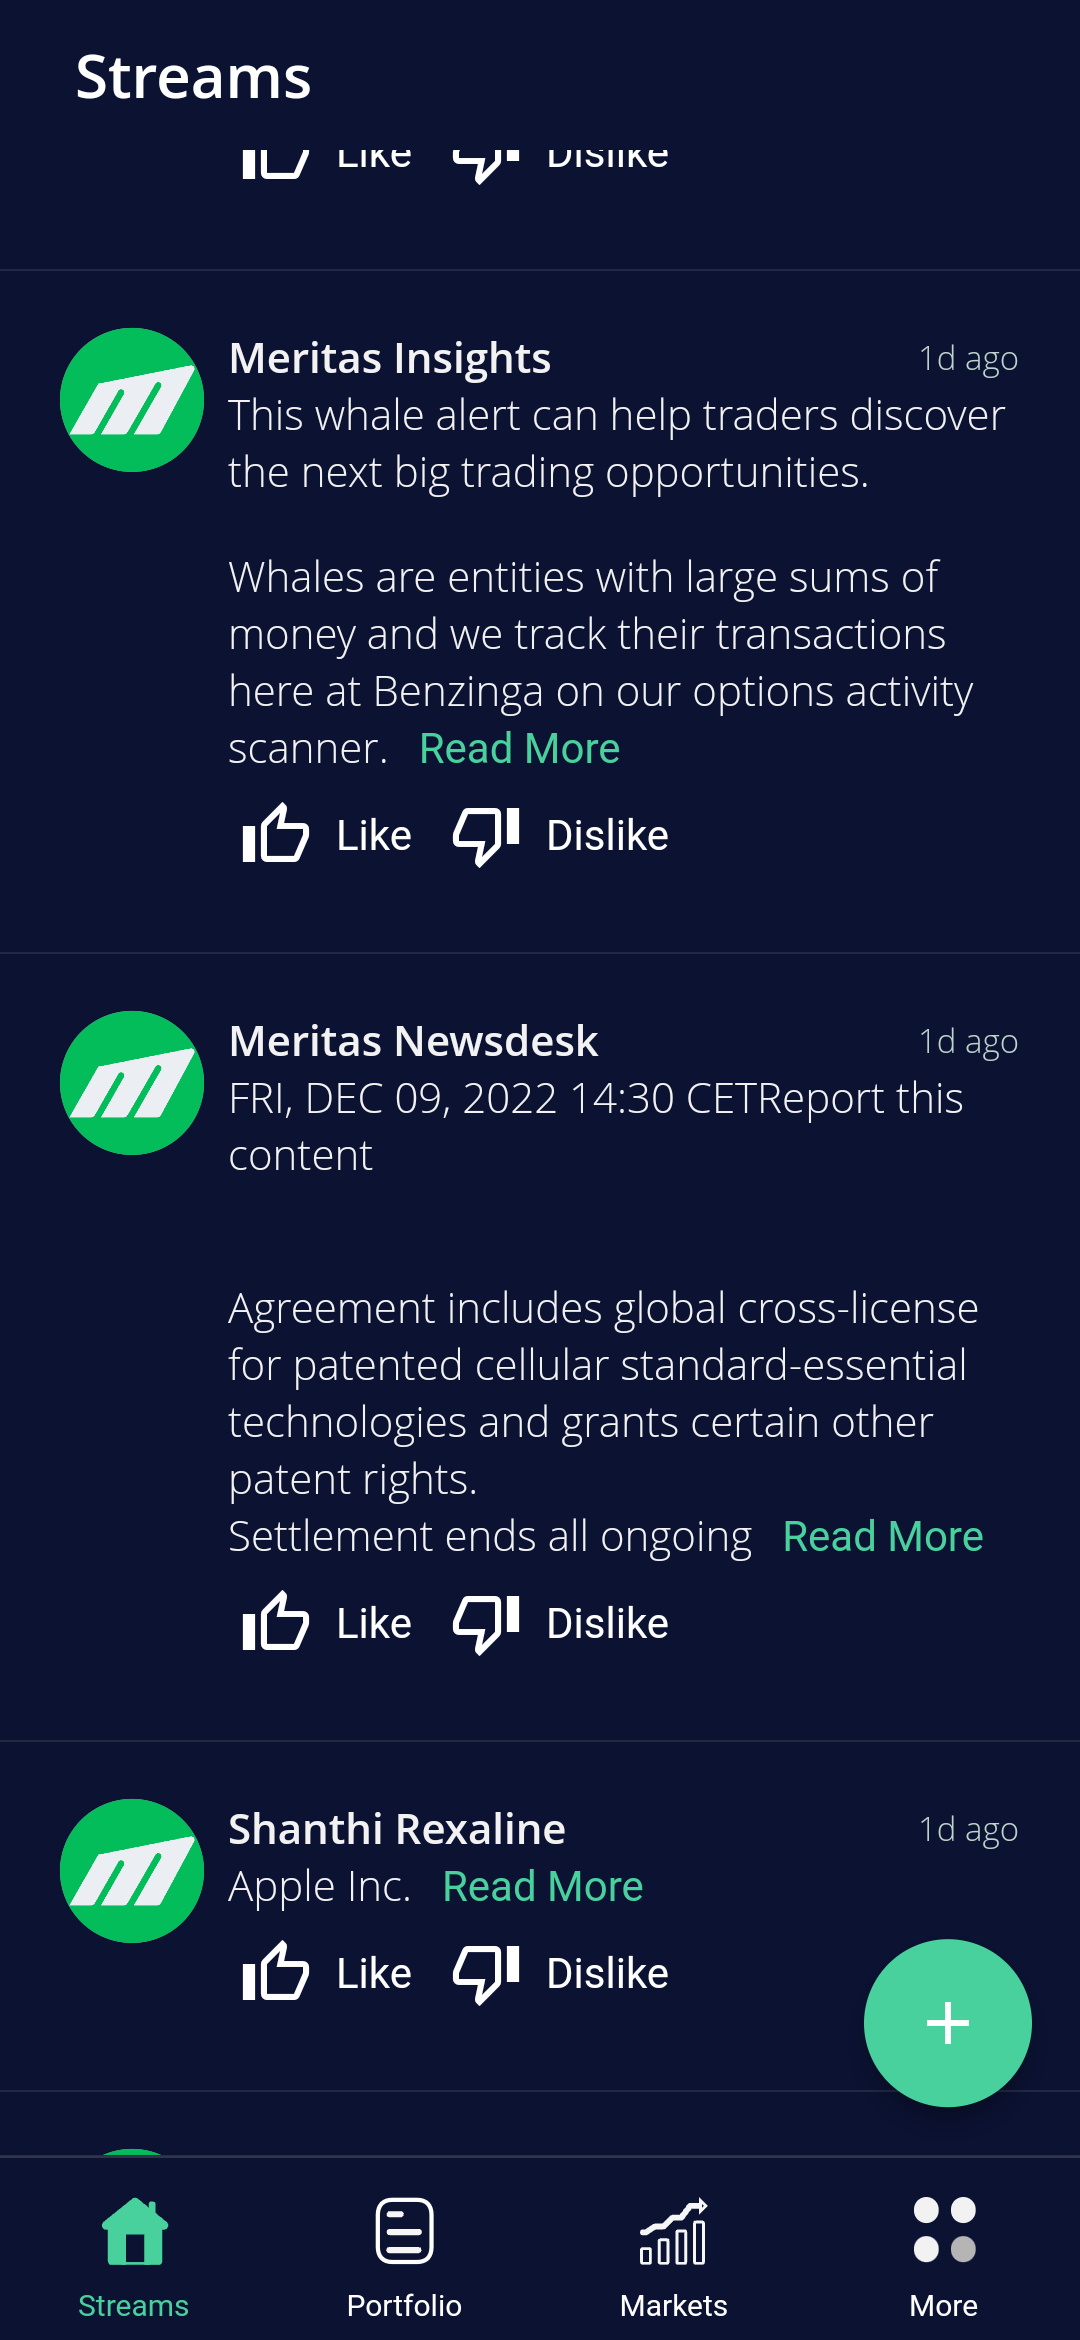 Streams
Like Dislike
Meritas Insights 1d ago
This whale alert can help traders discover
the next big trading opportunities.
Whales are entities with large sums of
money and we track their transactions
here at Benzinga on our options activity
scanner. Read More
Like Dislike
Meritas Newsdesk 1d ago
FRI, DEC 09, 2022 14:30 CETReport this
content
Agreement includes global cross-license
for patented cellular standard-essential
technologies and grants certain other
patent rights.
Settlement ends all ongoing Read More
Like Dislike
Shanthi Rexaline 1d ago
Apple Inc. Read More
Like Dislike
Streams Portfolio Markets More